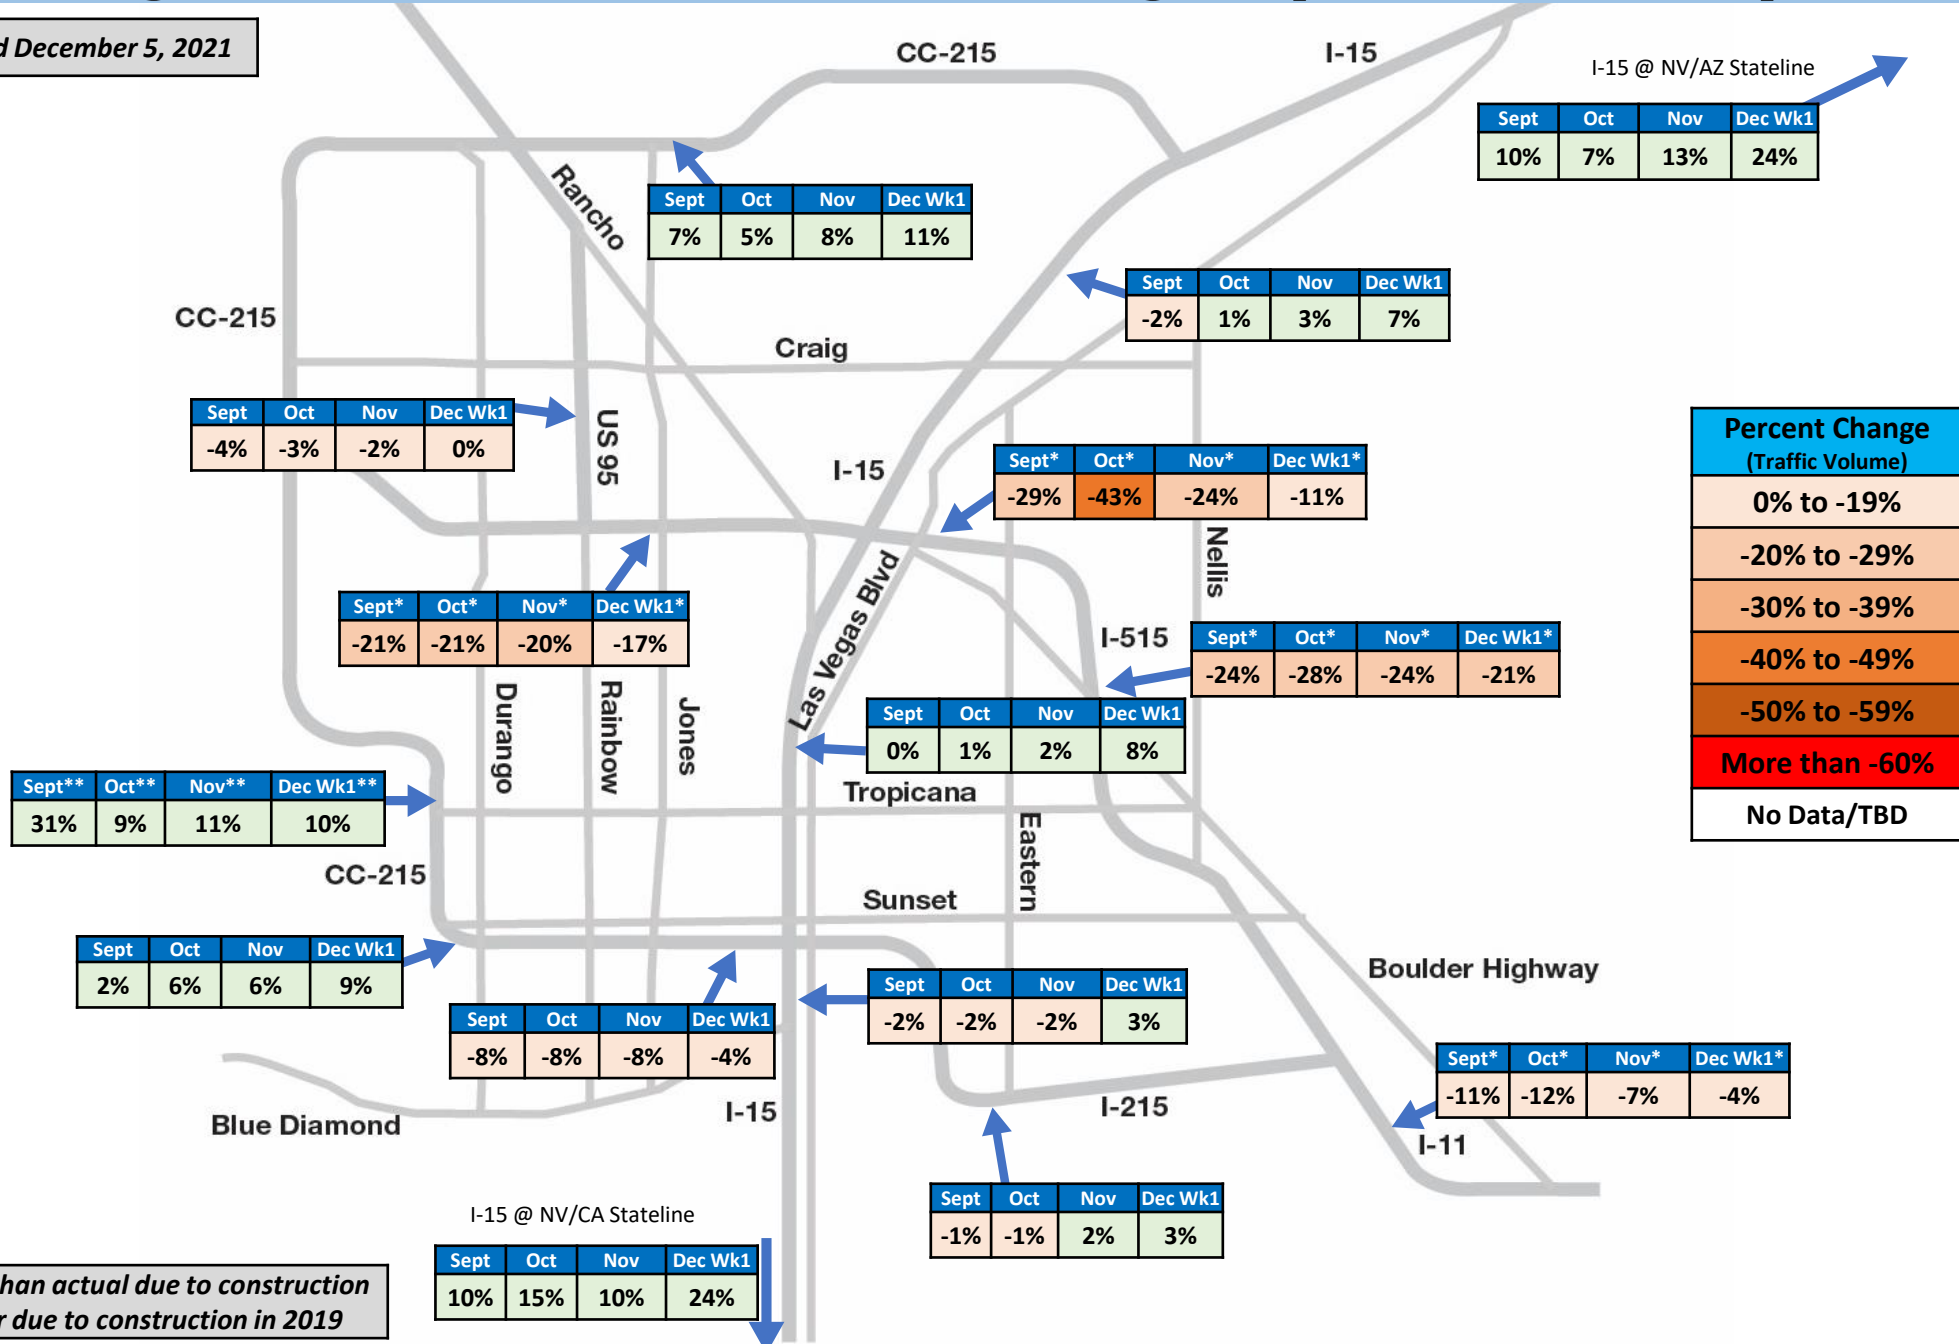 December 5, 2021
CC-215
I-15
I-15 @ NV/AZ Stateline
Sept Oct Nov Dec Wk1
10% 7% 13% 24%
Rancho
Sept Oct Nov Dec Wk1
7% 5% 8% 11%
Sept Oct Nov Dec Wk1
-2% 1% 3% 7%
CC-215
Craig
Sept Oct Nov Dec Wk1
-4% -3% -2% 0%
US 95
I-15
Sept* Oct* Nov* Dec Wk1*
-29% -43% -24% -11%
Percent Change
(Traffic Volume)
0% to -19%
-20% to -29%
-30% to -39%
-40% to -49%
-50% to -59%
More than -60%
No Data/TBD
Nellis
Las Vegas Blvd
Sept* Oct* Nov* Dec Wk1*
-21% -21% -20% -17%
I-515
Sept* Oct* Nov* Dec Wk1*
-24% -28% -24% -21%
Durango
Rainbow
Jones
Sept Oct Nov Dec Wk1
0% 1% 2% 8%
Sept** Oct** Nov** Dec Wk1**
31% 9% 11% 10%
Tropicana
Eastern
CC-215
Sunset
Sept Oct Nov Dec Wk1
2% 6% 6% 9%
Boulder Highway
Sept Oct Nov Dec Wk1
-8% -8% -8% -4%
Sept Oct Nov Dec Wk1
-2% -2% -2% 3%
Sept* Oct* Nov* Dec Wk1*
-11% -12% -7% -4%
Blue Diamond
I-15
I-215
I-11
Sept Oct Nov Dec Wk1
-1% -1% 2% 3%
I-15 @ NV/CA Stateline
Sept Oct Nov Dec Wk1
10% 15% 10% 24%
han actual due to construction
r due to construction in 2019